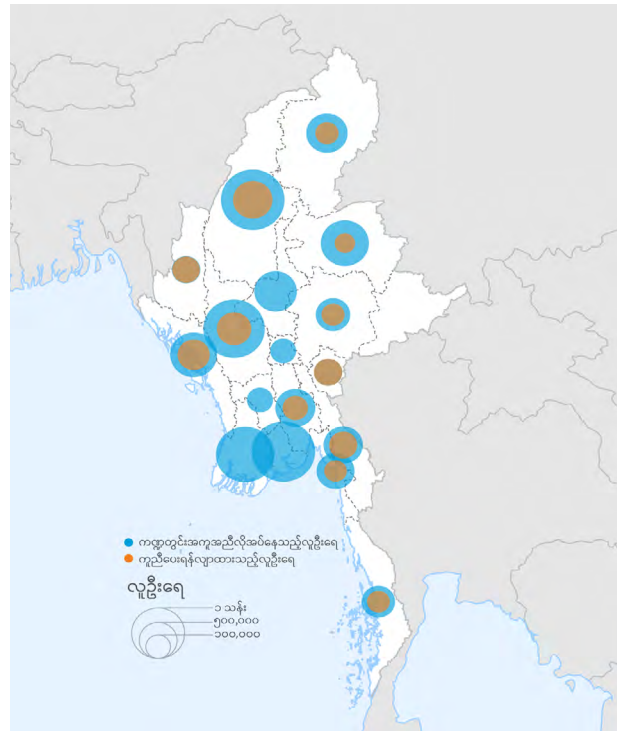 ကဏ္ဍတွင်းအကူအညီလိုအပ်နေသည့်လူဦးရေ
ကူညီပေးရန်လျာထားသည့်လူဦးရေ
လူဦးရေ
၁ သန်း
၅၀၀,၀၀၀
၁၀၀,၀၀၀